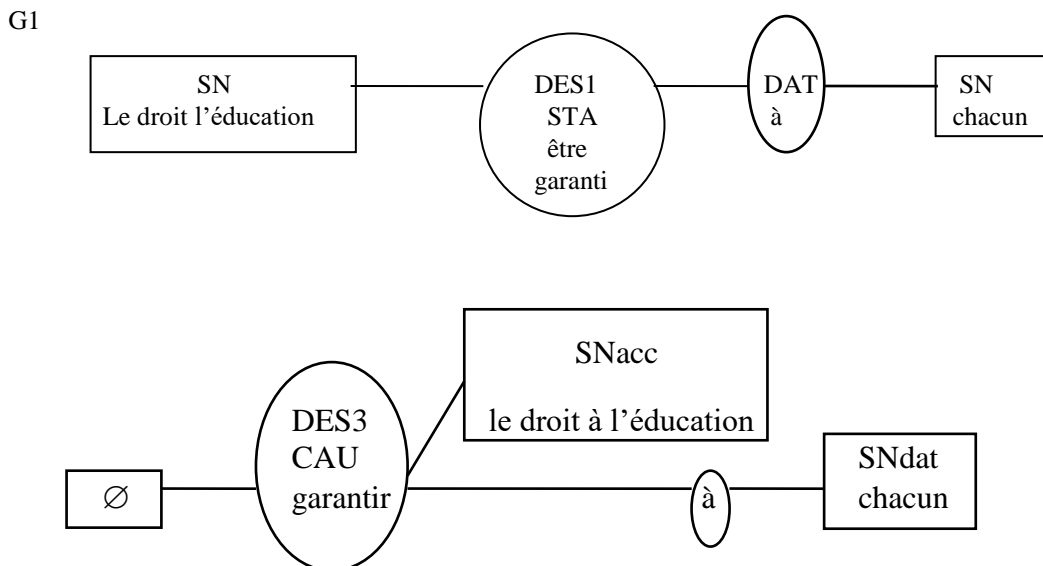 G1
SN
Le droit l’éducation
DES1
STA
être
garanti
DAT
à
SN
chacun
SNacc
le droit à l’éducation
DES3
CAU
garantir
∅
à
SNdat
chacun